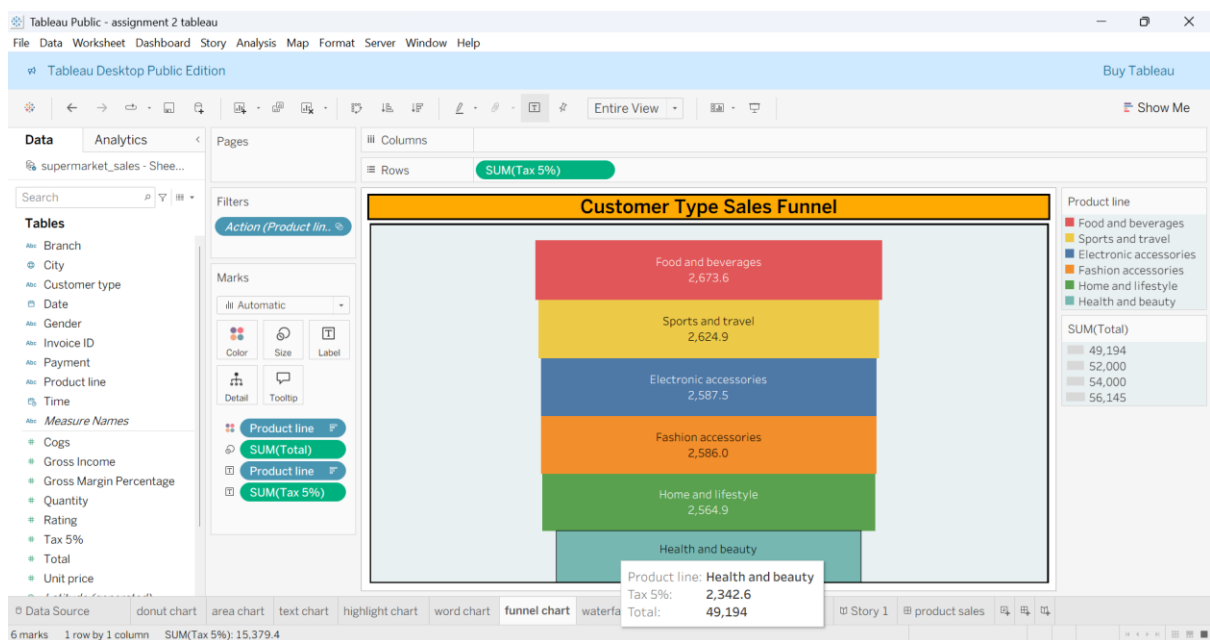 Tableau Public - assignment 2 tableau
File Data Worksheet Dashboard Story Analysis Map Format Server Window Help
Tableau Desktop Public Edition
Buy Tableau
Entire View
Show Me
Data Analytics
Pages
Columns
supermarket_sales - Shee...
Rows
SUM(Tax 5%)
Search
Filters
Action (Product lin..
Customer Type Sales Funnel
Product line
Tables
Abc Branch
City
Abc Customer type
Date
Abc Gender
Abc Invoice ID
Abc Payment
Abc Product line
Time
Abc Measure Names
# Cogs
# Gross Income
# Gross Margin Percentage
# Quantity
# Rating
# Tax 5%
# Total
# Unit price
Marks
Automatic
Color Size Label
Detail Tooltip
Product line
SUM(Total)
Product line
SUM(Tax 5%)
Food and beverages
2,673.6
Sports and travel
2,624.9
Electronic accessories
2,587.5
Fashion accessories
2,586.0
Home and lifestyle
2,564.9
Health and beauty
Product line: Health and beauty
Tax 5%: 2,342.6
Total: 49,194
Food and beverages
Sports and travel
Electronic accessories
Fashion accessories
Home and lifestyle
Health and beauty
SUM(Total)
49,194
52,000
54,000
56,145
Data Source donut chart area chart text chart highlight chart word chart funnel chart waterfa Story 1 product sales
6 marks 1 row by 1 column SUM(Tax 5%): 15,379.4